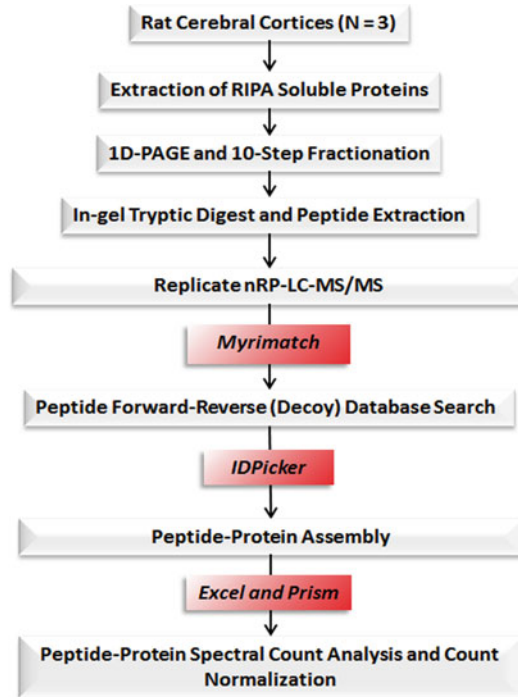 Rat Cerebral Cortices (N = 3)
Extraction of RIPA Soluble Proteins
1D-PAGE and 10-Step Fractionation
In-gel Tryptic Digest and Peptide Extraction
Replicate nRP-LC-MS/MS
Myrimatch
Peptide Forward-Reverse (Decoy) Database Search
IDPicker
Peptide-Protein Assembly
Excel and Prism
Peptide-Protein Spectral Count Analysis and Count
Normalization